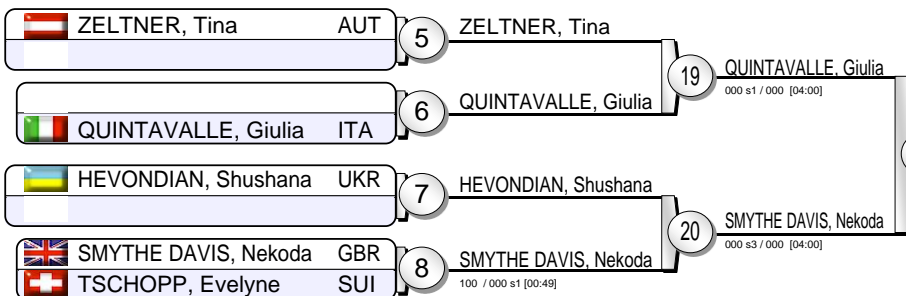 ZELTNER, Tina AUT
5
ZELTNER, Tina
19
QUINTAVALLE, Giulia
000 s1 / 000 [04:00]
6
QUINTAVALLE, Giulia
QUINTAVALLE, Giulia ITA
HEVONDIAN, Shushana UKR
7
HEVONDIAN, Shushana
20
SMYTHE DAVIS, Nekoda
000 s3 / 000 [04:00]
SMYTHE DAVIS, Nekoda GBR
8
SMYTHE DAVIS, Nekoda
100 / 000 s1 [00:49]
TSCHOPP, Evelyne SUI